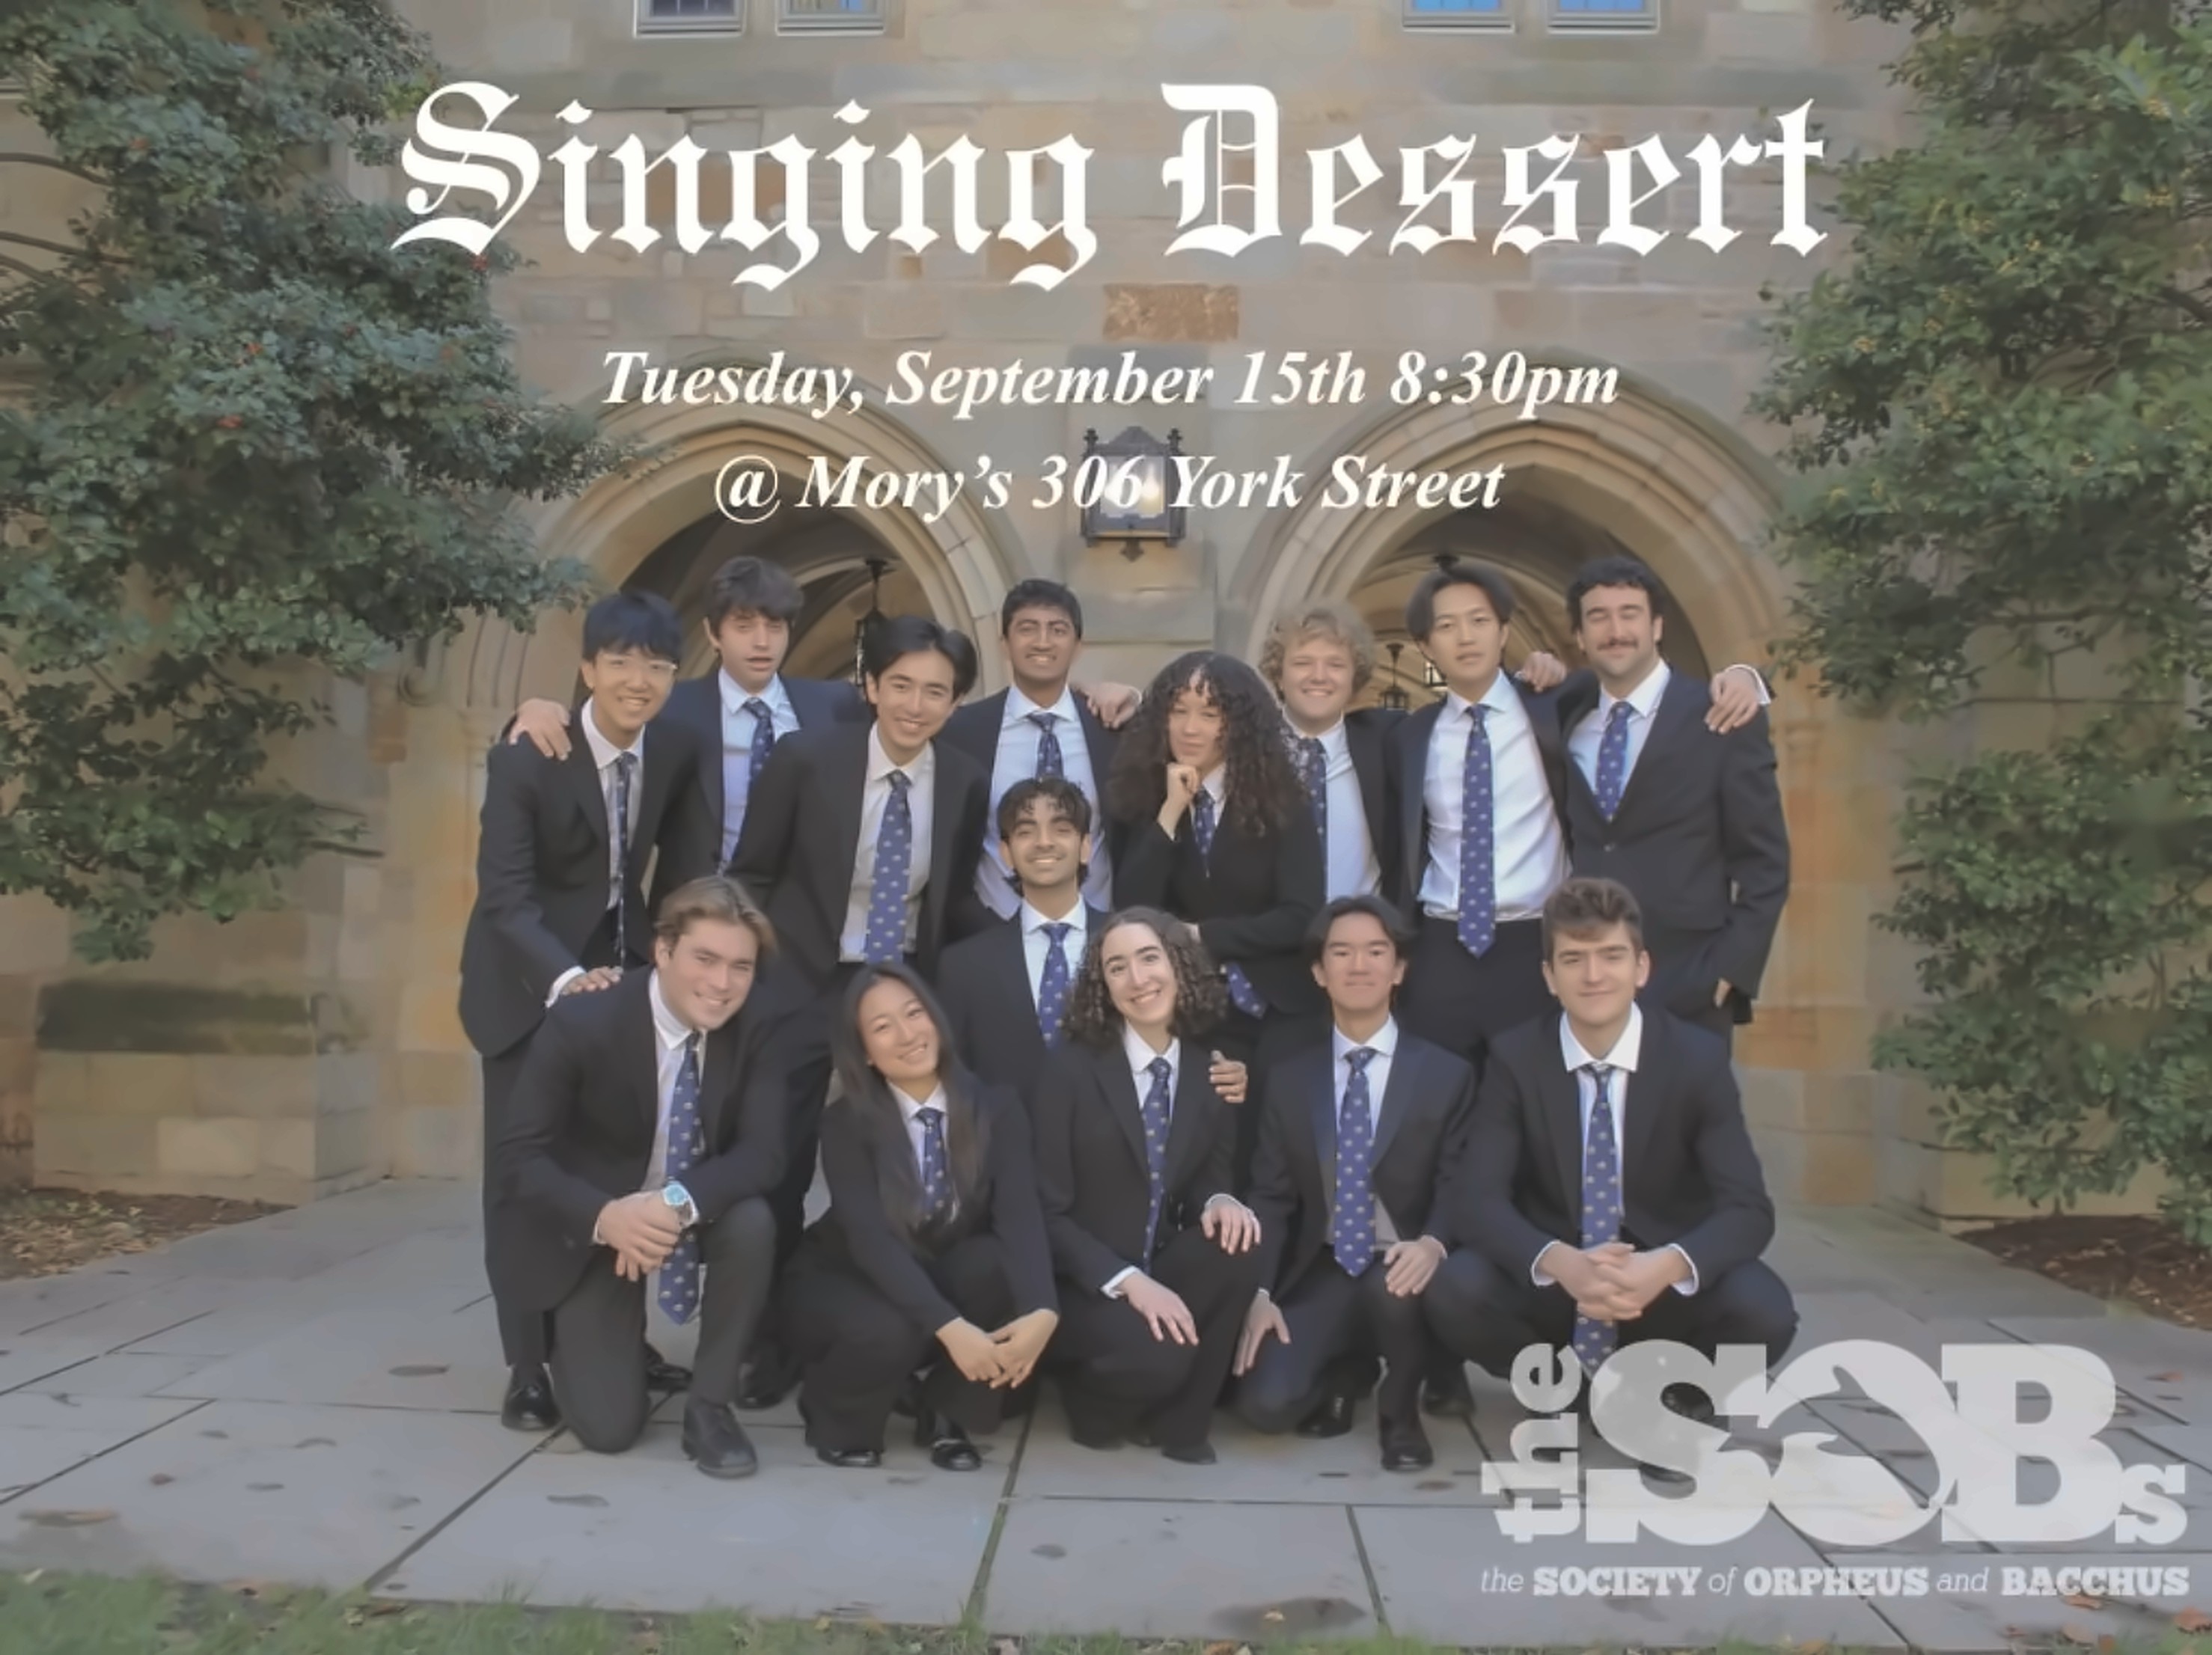 Singing Dessert
Tuesday, September 15th 8:30pm
@ Mory's 306 York Street
the SOBs
the SOCIETY of ORPHEUS and BACCHUS